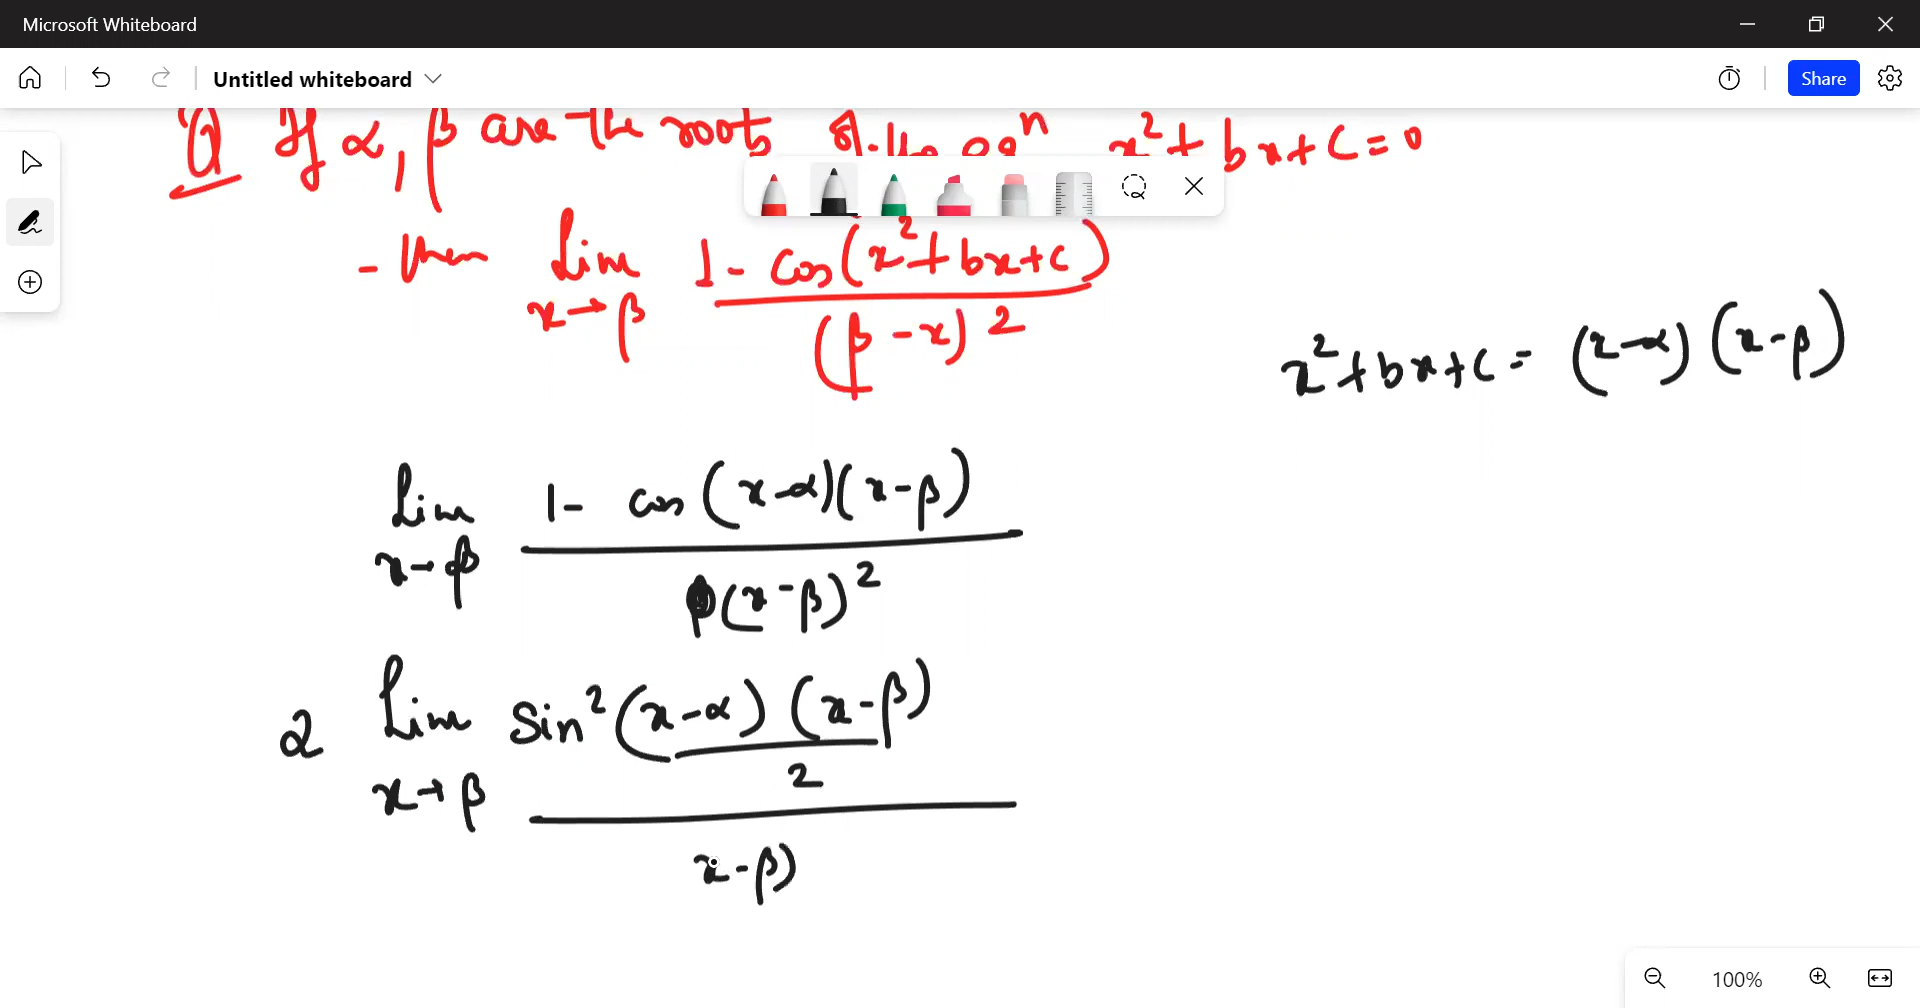 Microsoft Whiteboard
Untitled whiteboard
Share
Q If α, β are the roots of the eqn x² + bx + c = 0
- then Lim 1 - cos(x² + bx + c)
x → β (β - x)²
x² + bx + c = (x - α) (x - β)
Lim 1 - cos (x - α)(x - β)
x → β (x - β)²
2 Lim sin² (x - α) (x - β)
2
x → β
x - β)
100%